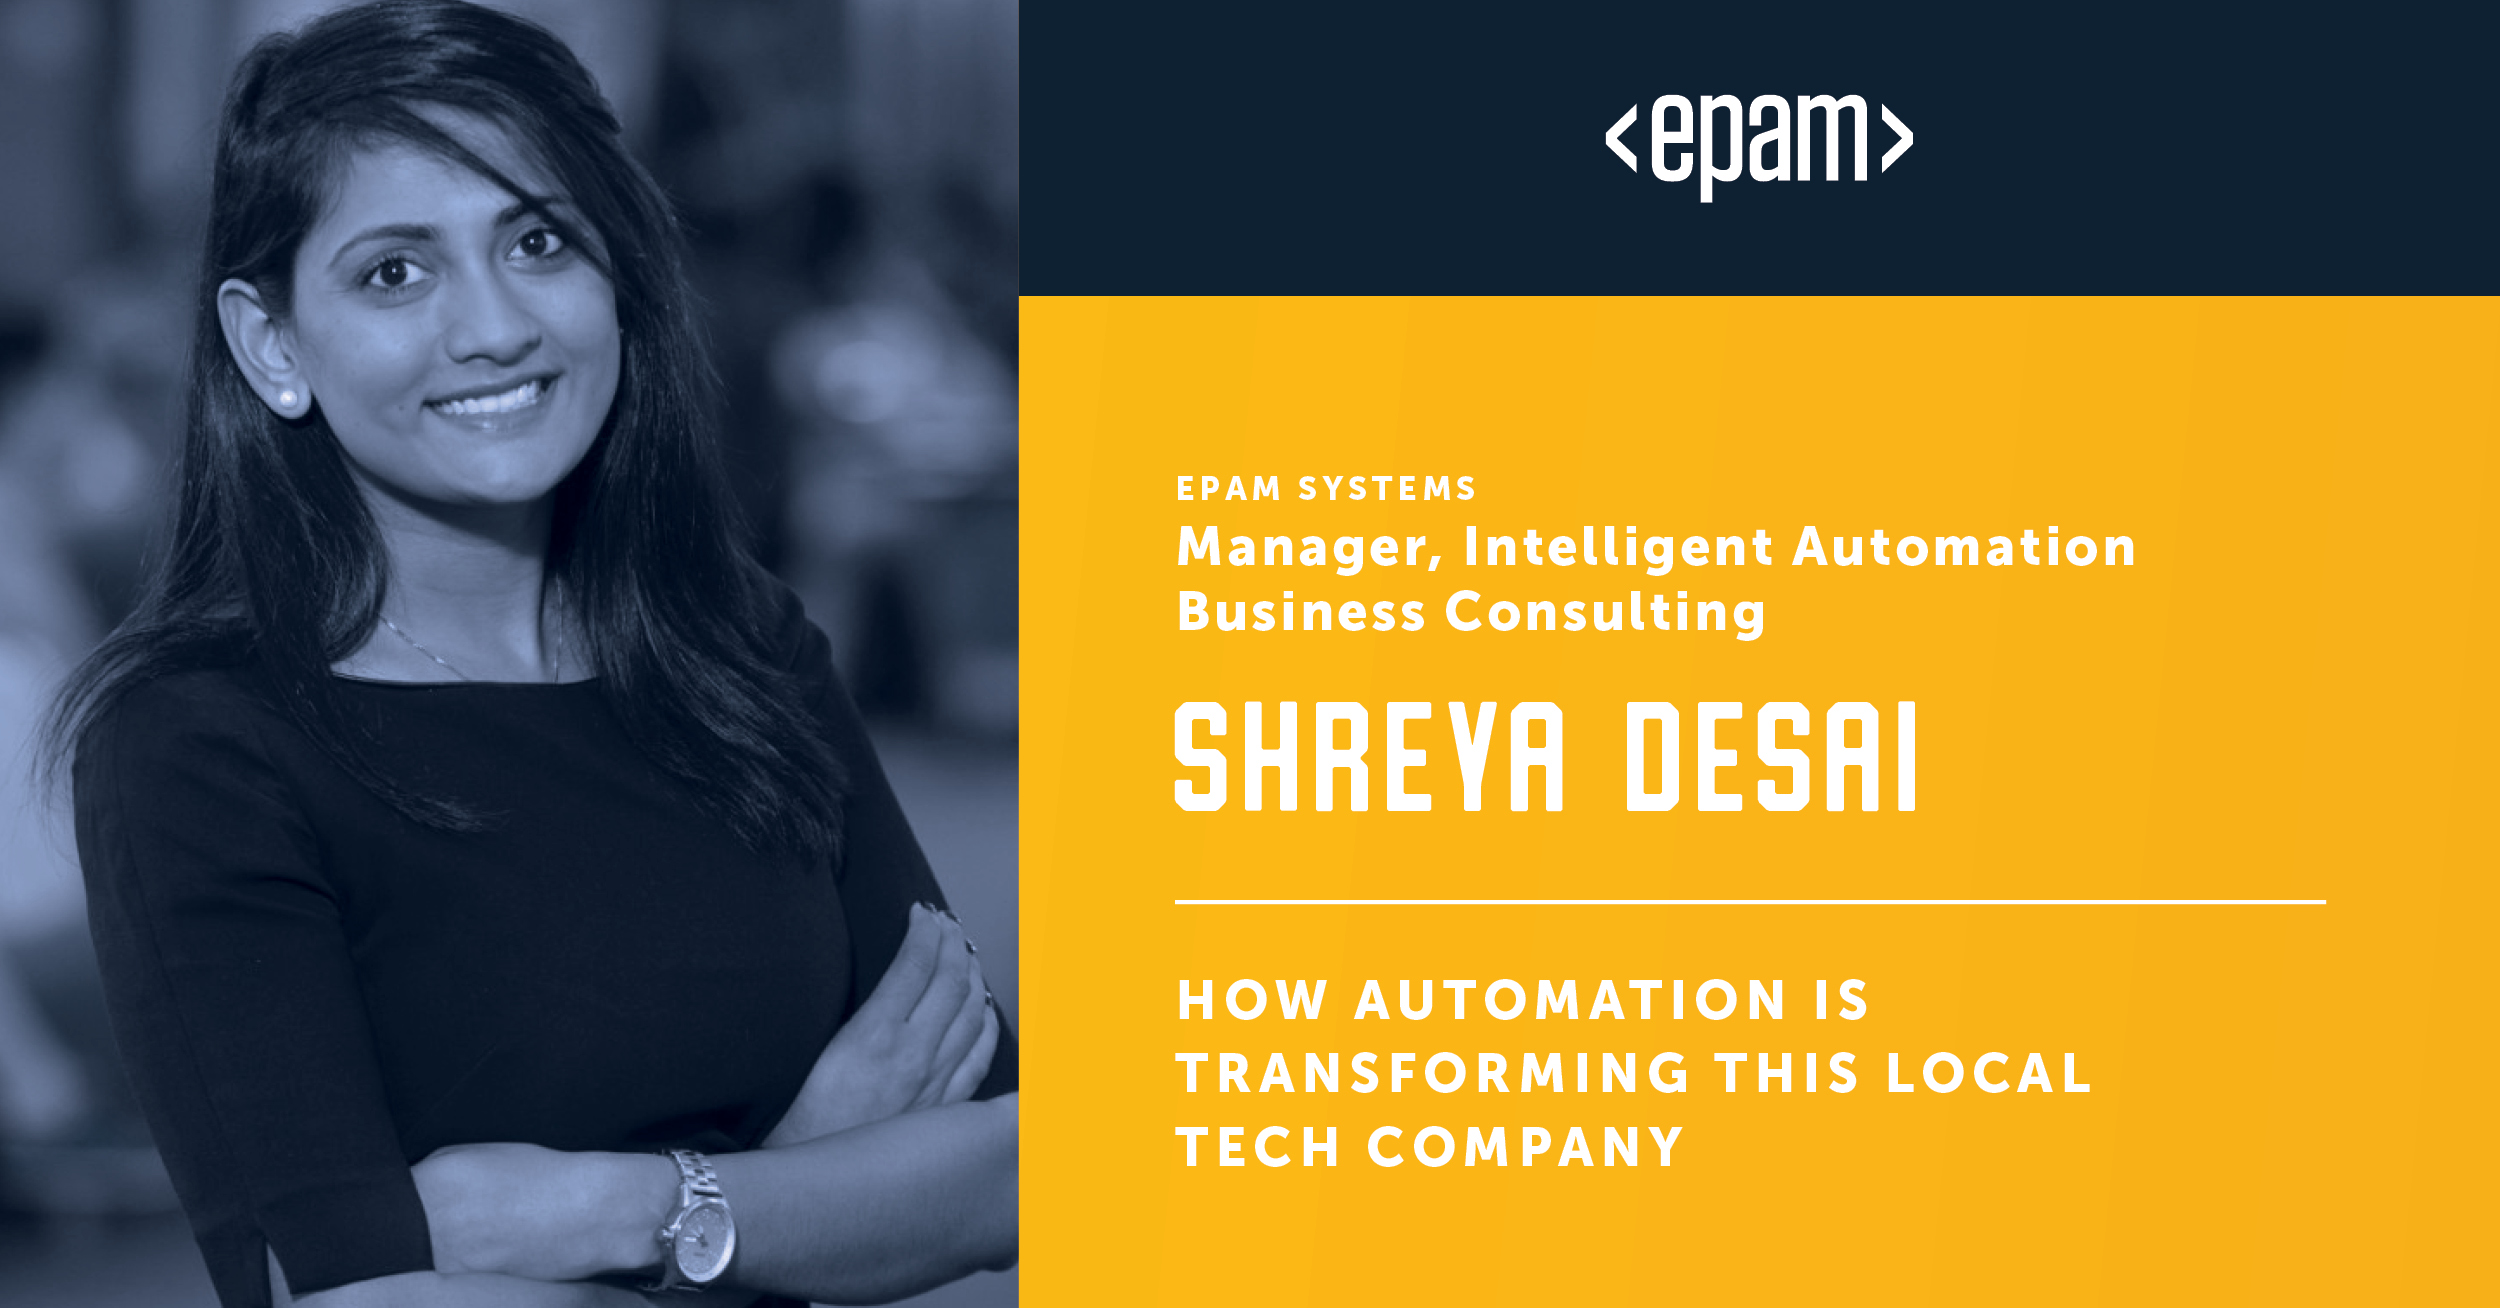 <epam>
EPAM SYSTEMS
Manager, Intelligent Automation
Business Consulting
SHREYA DESAI
HOW AUTOMATION IS
TRANSFORMING THIS LOCAL
TECH COMPANY